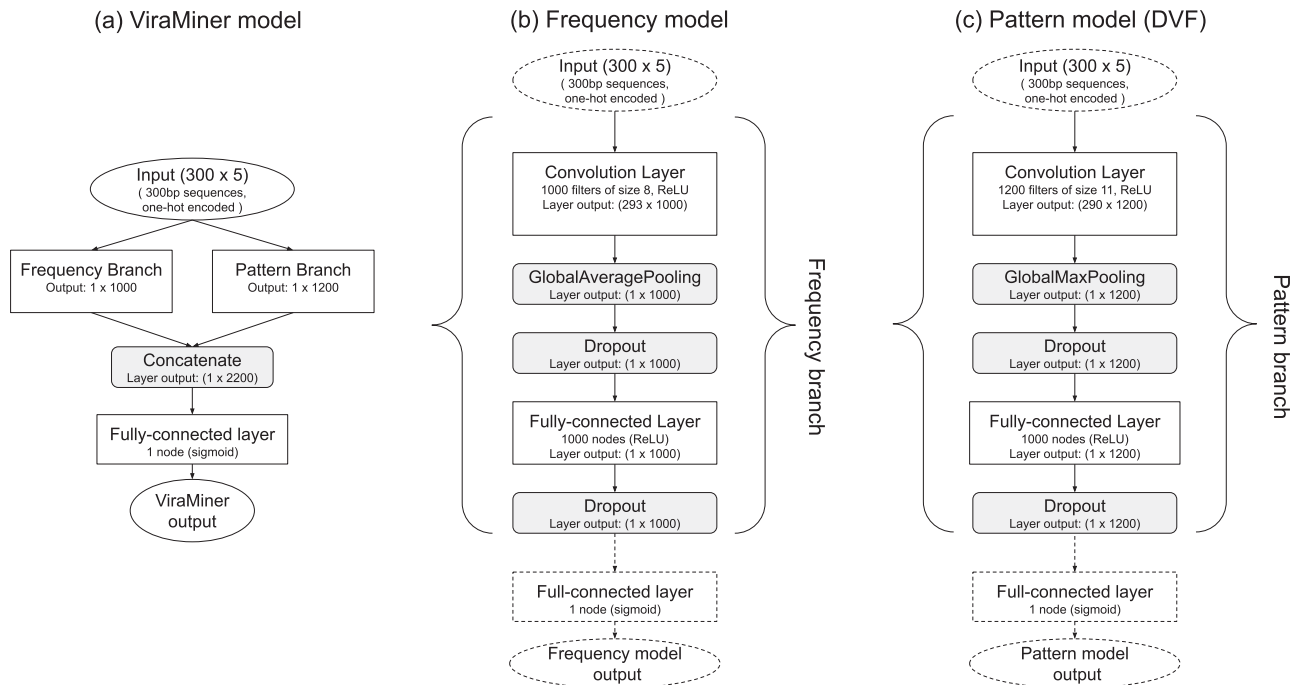 (a) ViraMiner model
Input (300 x 5)
( 300bp sequences,
one-hot encoded )
Frequency Branch
Output: 1 x 1000
Pattern Branch
Output: 1 x 1200
Concatenate
Layer output: (1 x 2200)
Fully-connected layer
1 node (sigmoid)
ViraMiner
output
(b) Frequency model
Input (300 x 5)
( 300bp sequences,
one-hot encoded )
Convolution Layer
1000 filters of size 8, ReLU
Layer output: (293 x 1000)
GlobalAveragePooling
Layer output: (1 x 1000)
Dropout
Layer output: (1 x 1000)
Fully-connected Layer
1000 nodes (ReLU)
Layer output: (1 x 1000)
Dropout
Layer output: (1 x 1000)
Full-connected layer
1 node (sigmoid)
Frequency model
output
Frequency branch
(c) Pattern model (DVF)
Input (300 x 5)
( 300bp sequences,
one-hot encoded )
Convolution Layer
1200 filters of size 11, ReLU
Layer output: (290 x 1200)
GlobalMaxPooling
Layer output: (1 x 1200)
Dropout
Layer output: (1 x 1200)
Fully-connected Layer
1000 nodes (ReLU)
Layer output: (1 x 1200)
Dropout
Layer output: (1 x 1200)
Full-connected layer
1 node (sigmoid)
Pattern model
output
Pattern branch